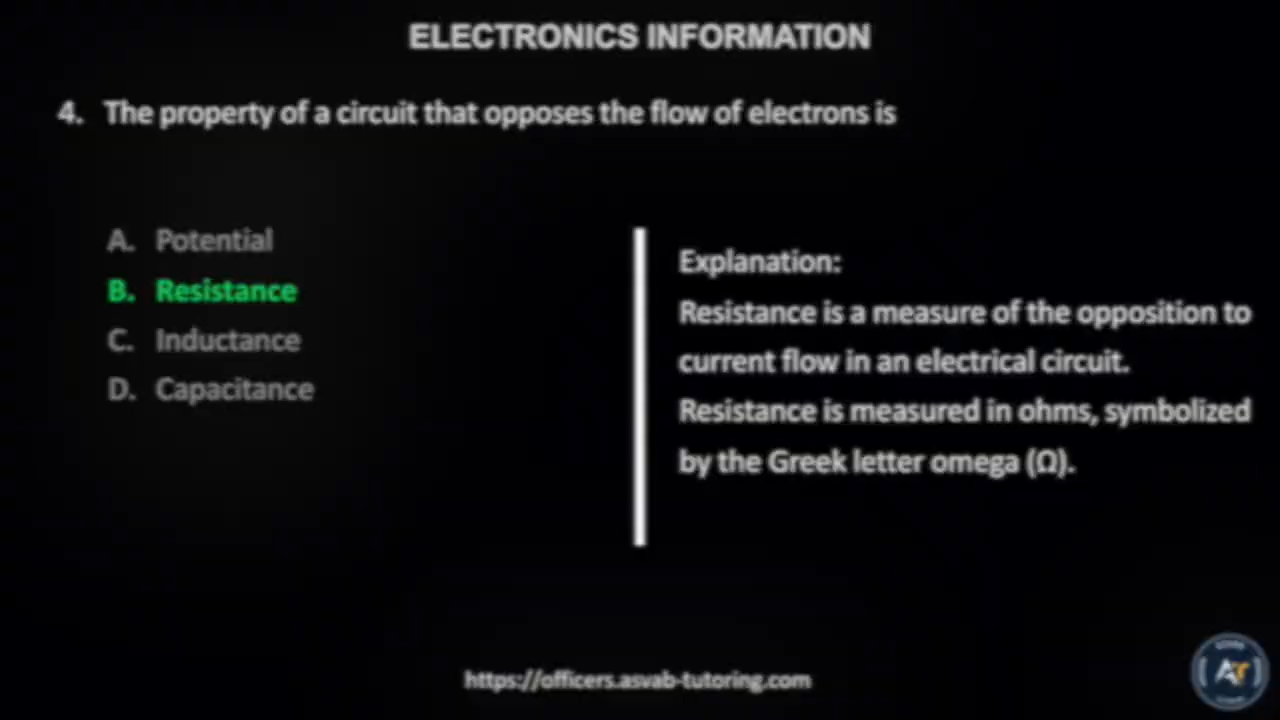 ELECTRONICS INFORMATION
4. The property of a circuit that opposes the flow of electrons is
A. Potential
B. Resistance
C. Inductance
D. Capacitance
Explanation:
Resistance is a measure of the opposition to
current flow in an electrical circuit.
Resistance is measured in ohms, symbolized
by the Greek letter omega (Ω).
https://officers.asvab-tutoring.com
AT